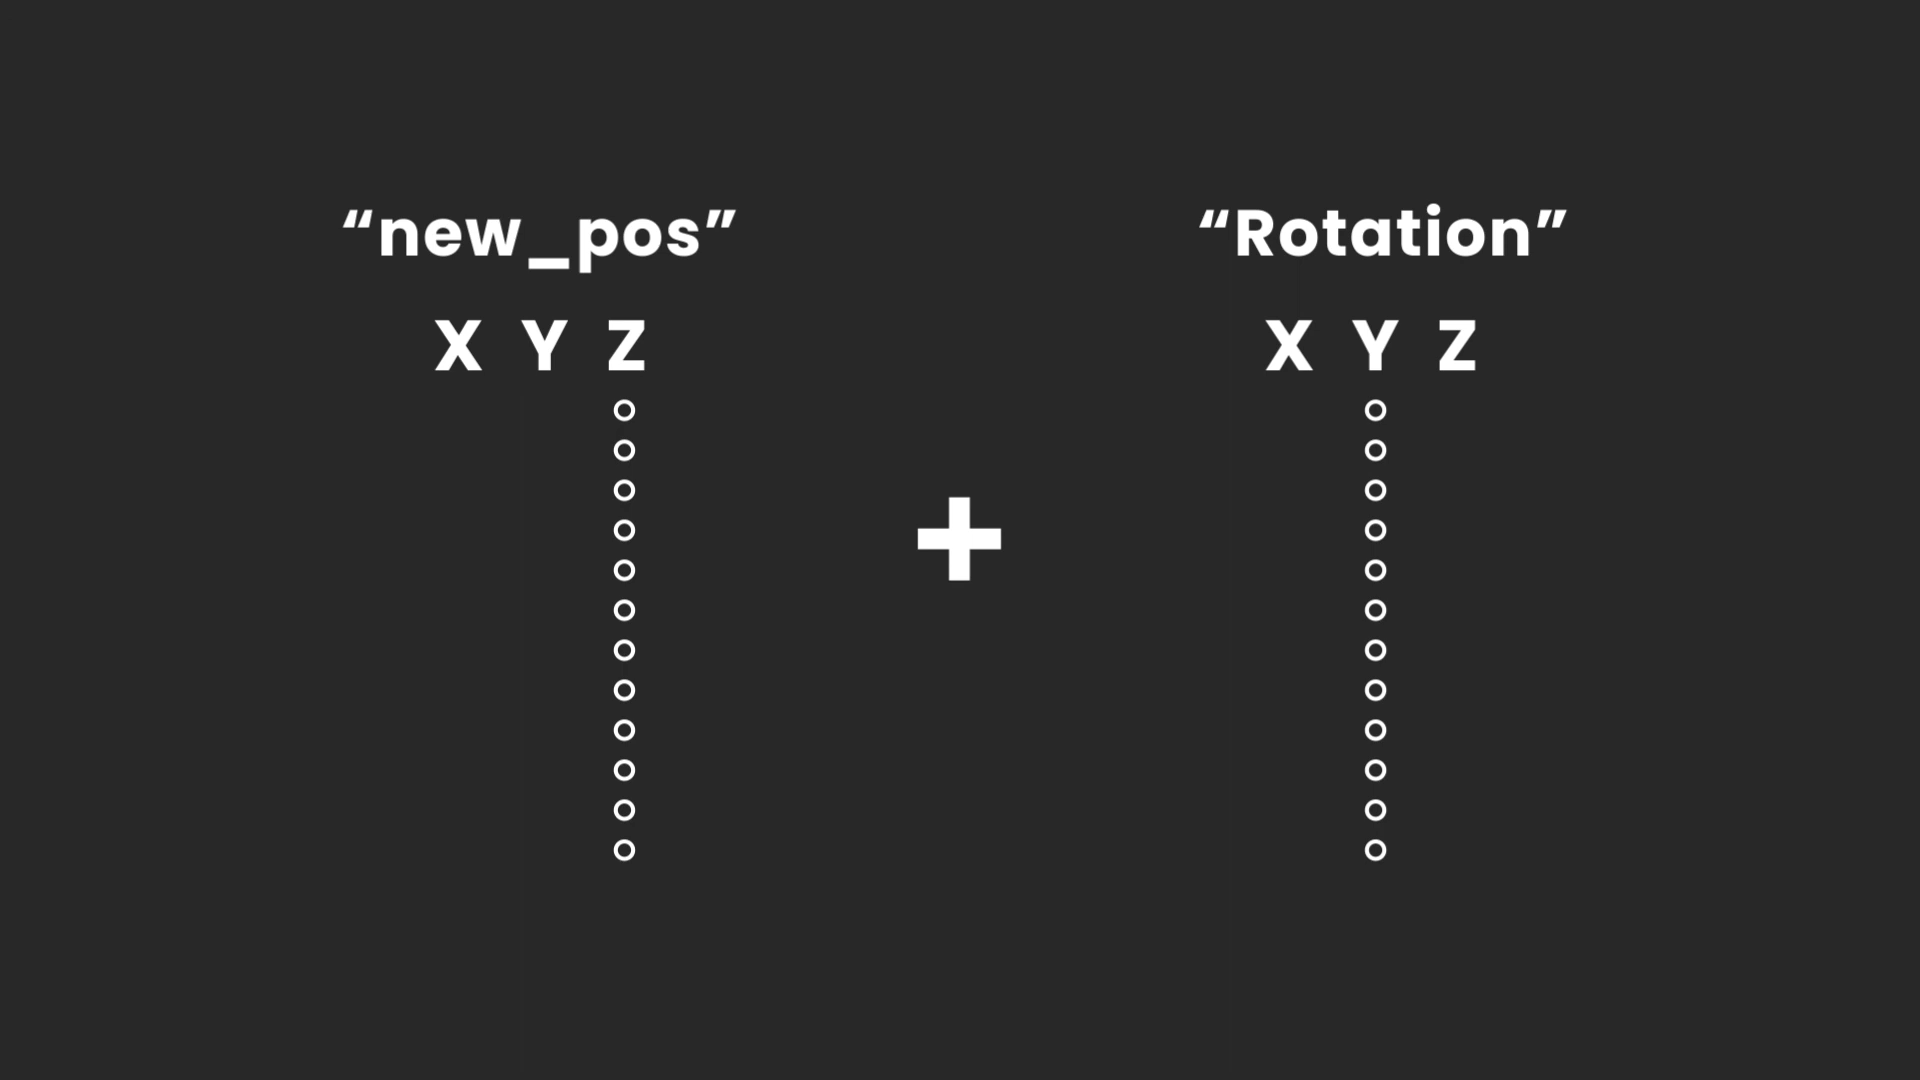 “new_pos”
“Rotation”
X Y Z
X Y Z
+